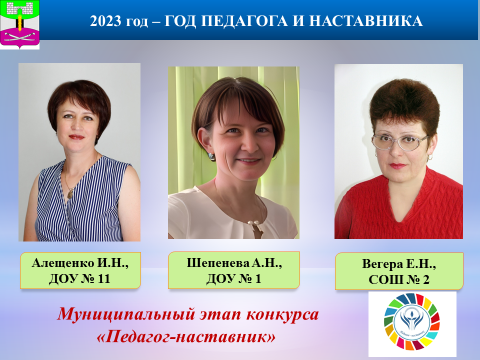 2023 год – ГОД ПЕДАГОГА И НАСТАВНИКА
Алещенко И.Н.,
ДОУ № 11
Шепенева А.Н.,
ДОУ № 1
Вегера Е.Н.,
СОШ № 2
Муниципальный этап конкурса
«Педагог-наставник»